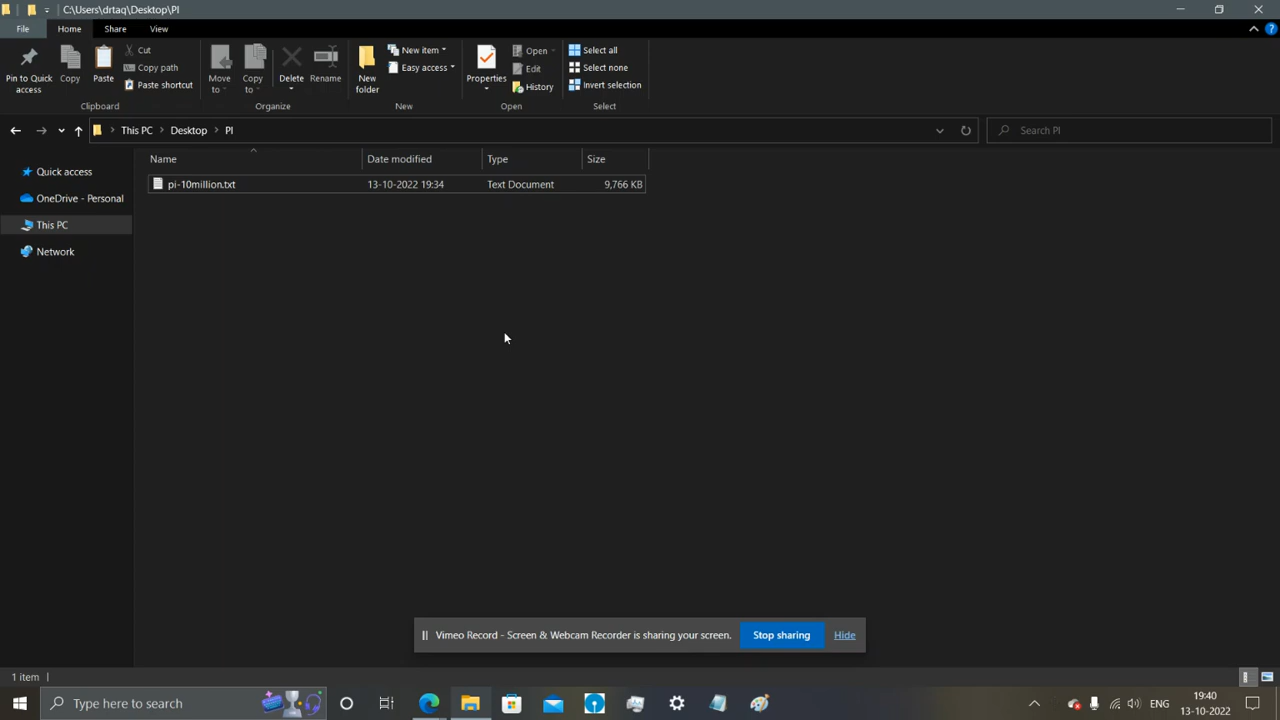 C:\Users\drtaq\Desktop\PI
File Home Share View
Pin to Quick access
Copy
Paste
Cut
Copy path
Paste shortcut
Clipboard
Move to
Copy to
Delete
Rename
Organize
New folder
New item
Easy access
New
Properties
Open
Edit
History
Open
Select all
Select none
Invert selection
Select
This PC Desktop PI
Search PI
Quick access
OneDrive - Personal
This PC
Network
Name Date modified Type Size
pi-10million.txt 13-10-2022 19:34 Text Document 9,766 KB
Vimeo Record - Screen & Webcam Recorder is sharing your screen. Stop sharing Hide
1 item
Type here to search
ENG
19:40
13-10-2022